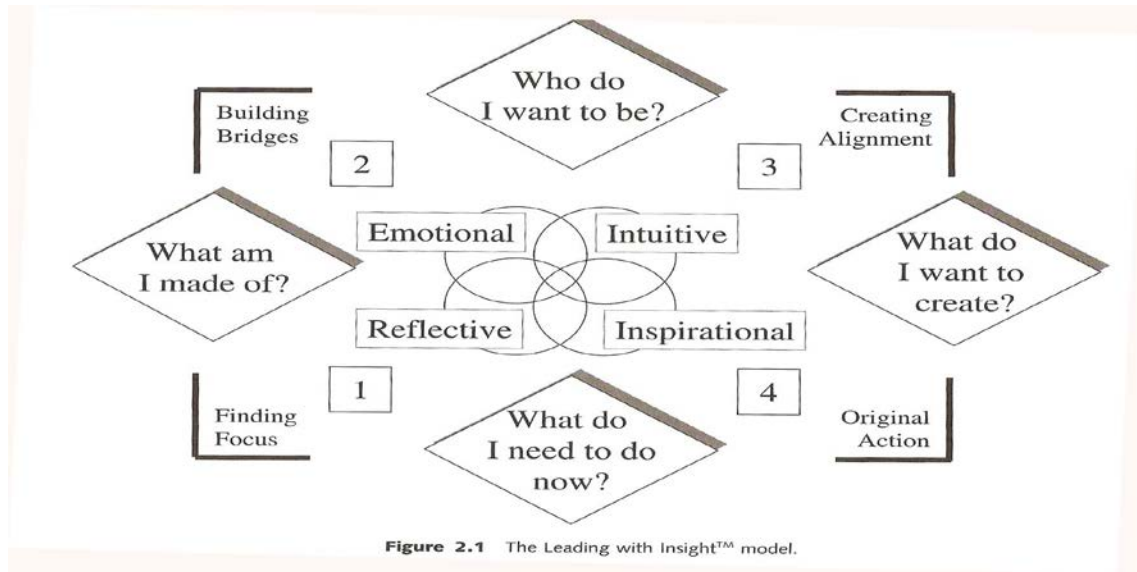 Who do
I want to be?
Building
Bridges
2
Creating
Alignment
3
Emotional
Intuitive
What am
I made of?
What do
I want to
create?
Reflective
Inspirational
1
Finding
Focus
4
Original
Action
What do
I need to do
now?
Figure 2.1 The Leading with Insight™ model.